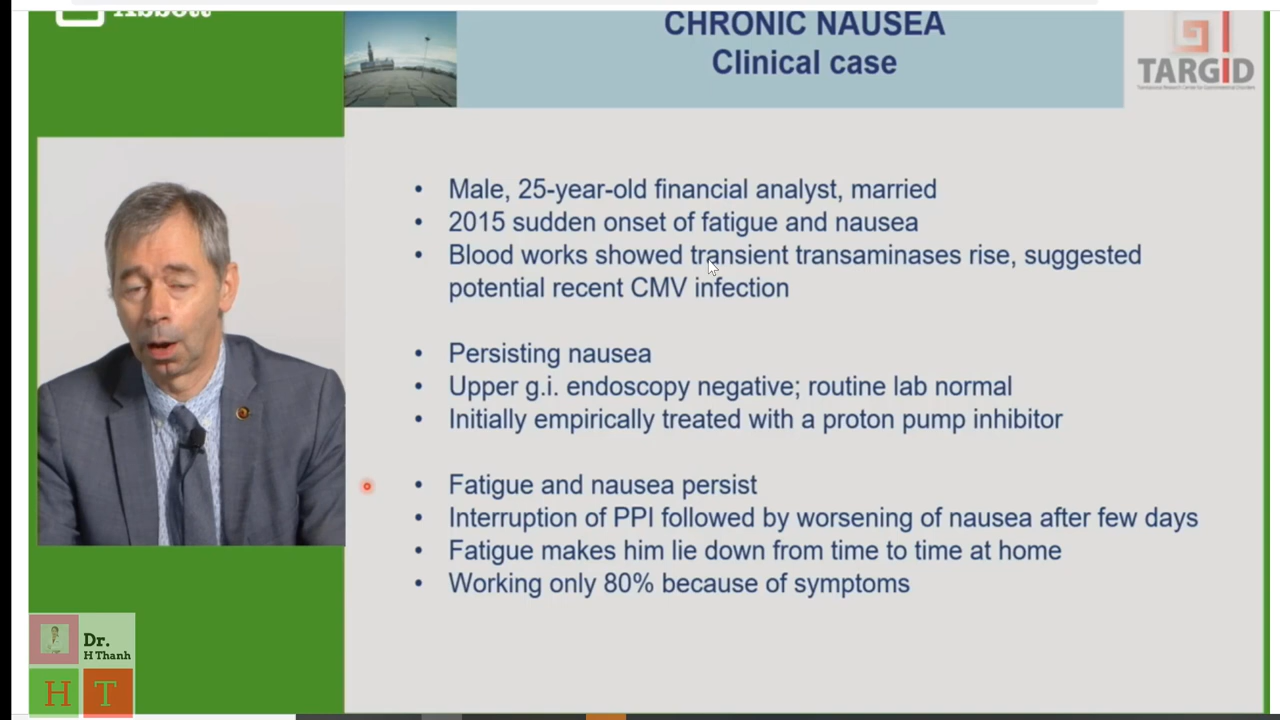 Abbott
CHRONIC NAUSEA
Clinical case
TARGID
• Male, 25-year-old financial analyst, married
• 2015 sudden onset of fatigue and nausea
• Blood works showed transient transaminases rise, suggested
potential recent CMV infection
• Persisting nausea
• Upper g.i. endoscopy negative; routine lab normal
• Initially empirically treated with a proton pump inhibitor
• Fatigue and nausea persist
• Interruption of PPI followed by worsening of nausea after few days
• Fatigue makes him lie down from time to time at home
• Working only 80% because of symptoms
Dr.
H Thanh
H T